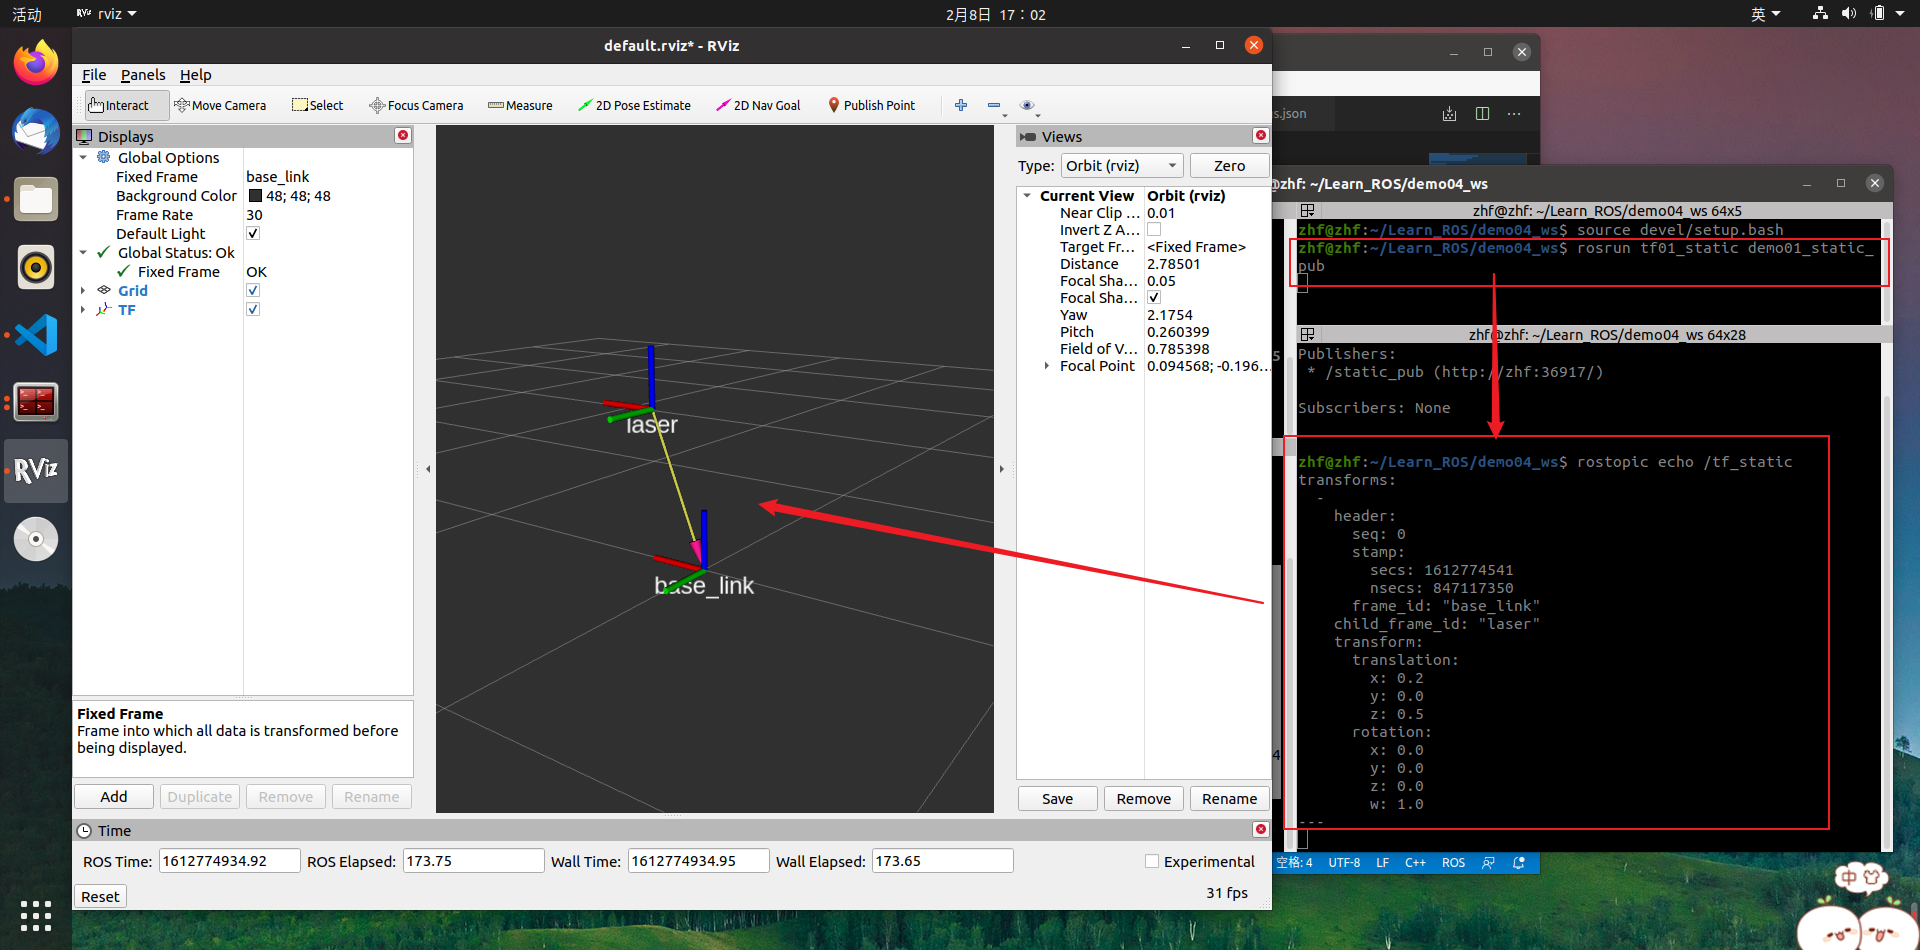 活动
RViz rviz
2月8日 17：02
英
default.rviz* - RViz
File Panels Help
Interact Move Camera Select Focus Camera Measure 2D Pose Estimate 2D Nav Goal Publish Point
Displays
Global Options
Fixed Frame base_link
Background Color 48; 48; 48
Frame Rate 30
Default Light
Global Status: Ok
Fixed Frame OK
Grid
TF
Fixed Frame
Frame into which all data is transformed before
being displayed.
Add Duplicate Remove Rename
laser
base_link
Views
Type: Orbit (rviz) Zero
Current View Orbit (rviz)
Near Clip ... 0.01
Invert Z A...
Target Fr... <Fixed Frame>
Distance 2.78501
Focal Sha... 0.05
Focal Sha...
Yaw 2.1754
Pitch 0.260399
Field of V... 0.785398
Focal Point 0.094568; -0.196...
Save Remove Rename
Time
ROS Time: 1612774934.92 ROS Elapsed: 173.75 Wall Time: 1612774934.95 Wall Elapsed: 173.65 Experimental
Reset 31 fps
RViz
s.json
@zhf: ~/Learn_ROS/demo04_ws
zhf@zhf: ~/Learn_ROS/demo04_ws 64x5
zhf@zhf:~/Learn_ROS/demo04_ws$ source devel/setup.bash
zhf@zhf:~/Learn_ROS/demo04_ws$ rosrun tf01_static demo01_static_
pub
zhf@zhf: ~/Learn_ROS/demo04_ws 64x28
5
Publishers:
* /static_pub (http://zhf:36917/)
Subscribers: None
zhf@zhf:~/Learn_ROS/demo04_ws$ rostopic echo /tf_static
transforms:
-
header:
seq: 0
stamp:
secs: 1612774541
nsecs: 847117350
frame_id: "base_link"
child_frame_id: "laser"
transform:
translation:
x: 0.2
y: 0.0
z: 0.5
rotation:
x: 0.0
y: 0.0
z: 0.0
w: 1.0
---
4
空格: 4 UTF-8 LF C++ ROS
中